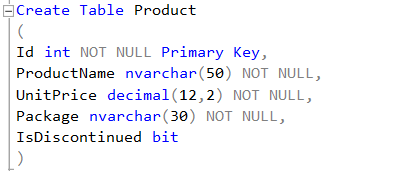 Create Table Product
(
Id int NOT NULL Primary Key,
ProductName nvarchar(50) NOT NULL,
UnitPrice decimal(12,2) NOT NULL,
Package nvarchar(30) NOT NULL,
IsDiscontinued bit
)